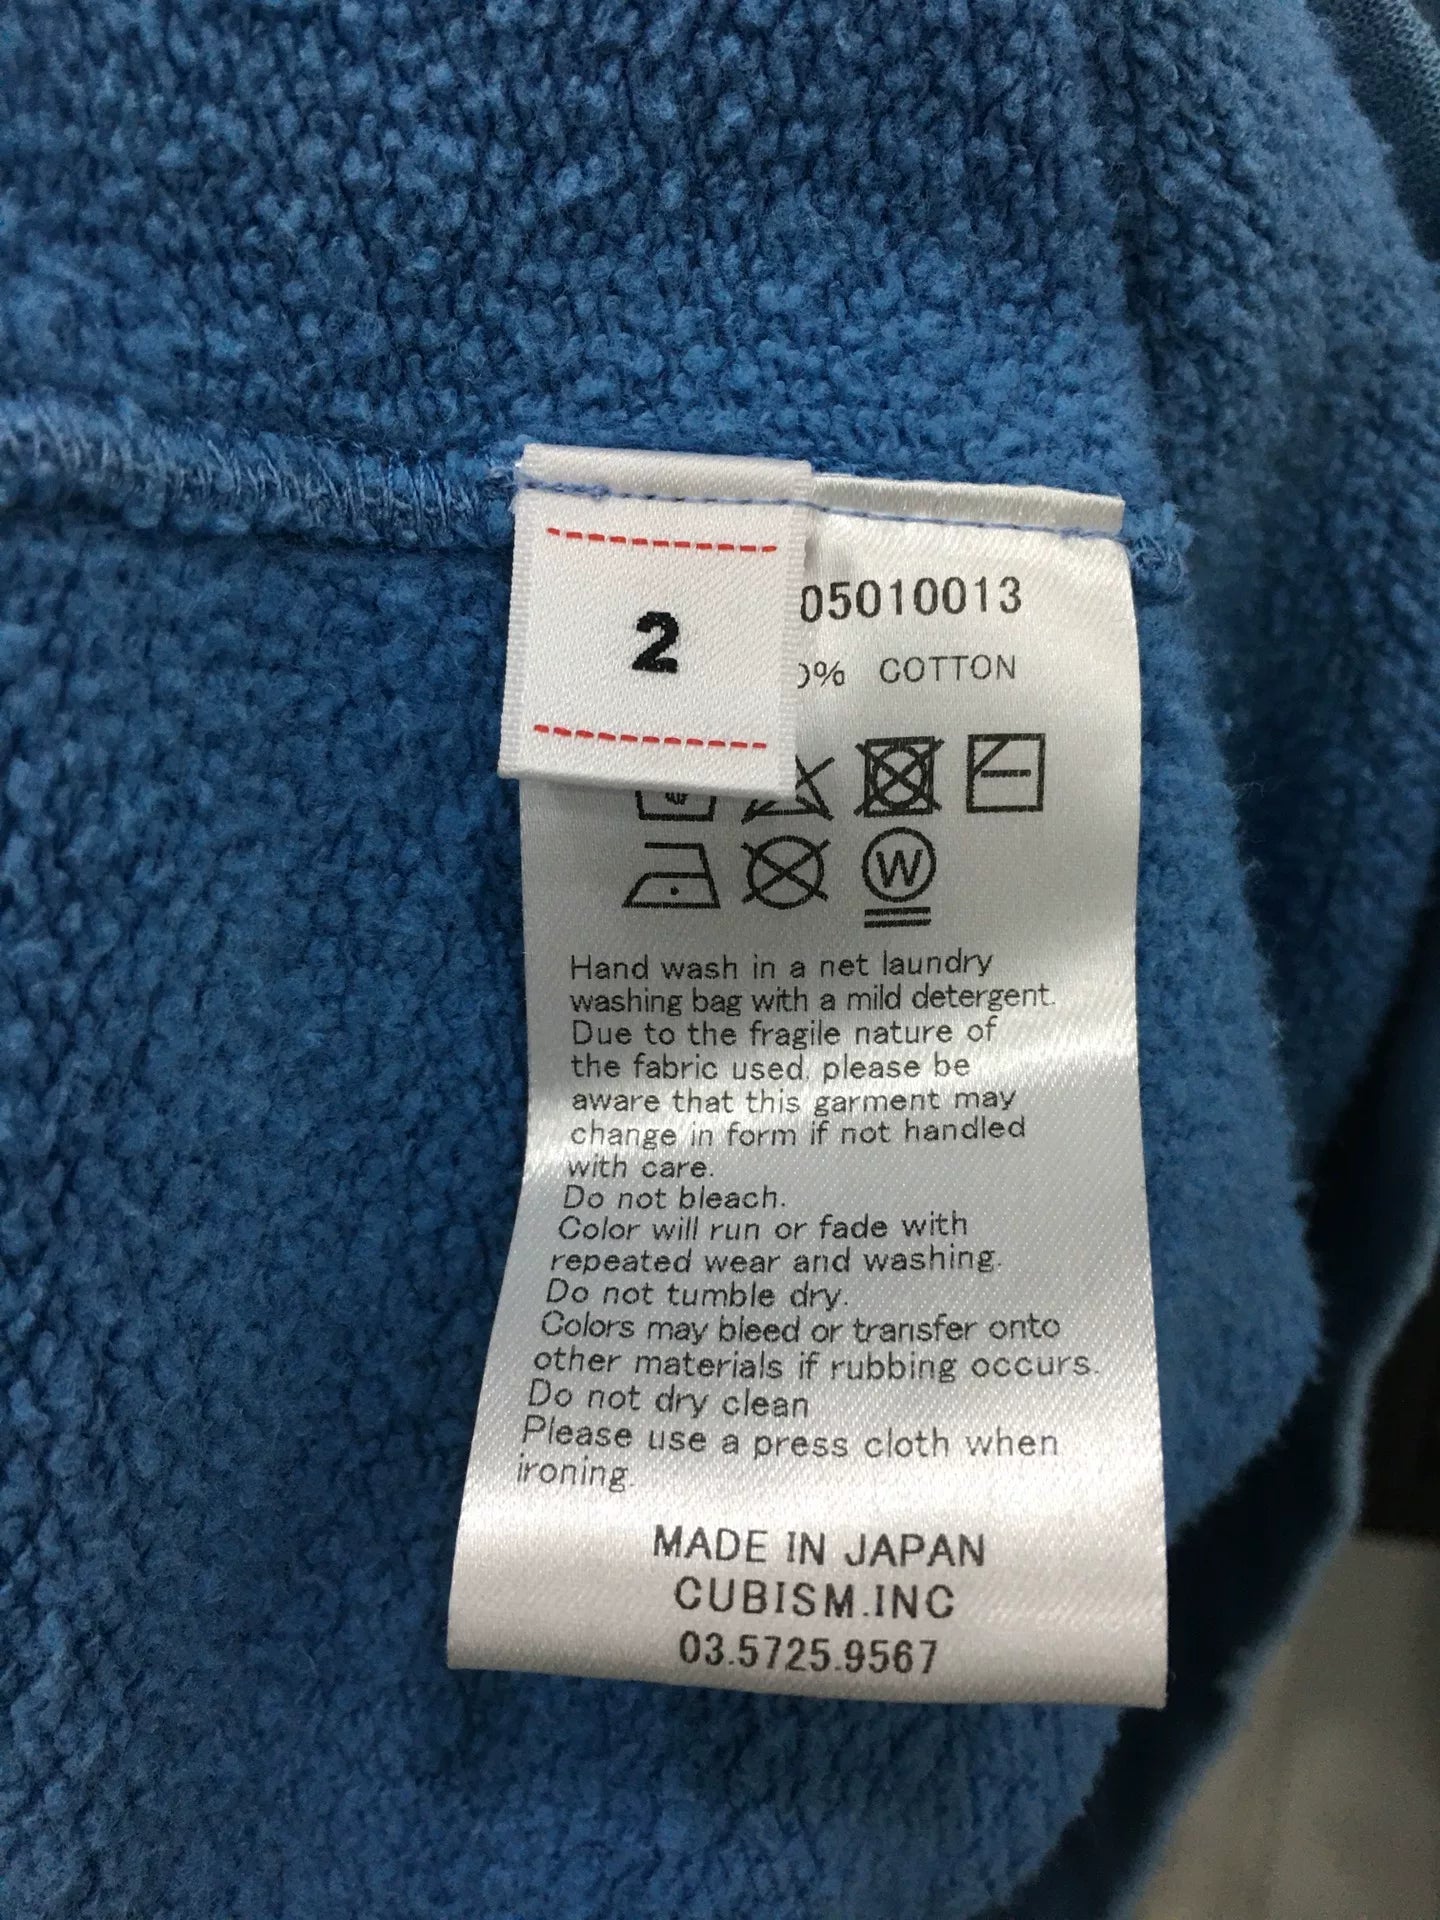 2
05010013
0% COTTON
W
Hand wash in a net laundry
washing bag with a mild detergent.
Due to the fragile nature of
the fabric used. please be
aware that this garment may
change in form if not handled
with care.
Do not bleach.
Color will run or fade with
repeated wear and washing.
Do not tumble dry.
Colors may bleed or transfer onto
other materials if rubbing occurs.
Do not dry clean
Please use a press cloth when
ironing.
MADE IN JAPAN
CUBISM.INC
03.5725.9567